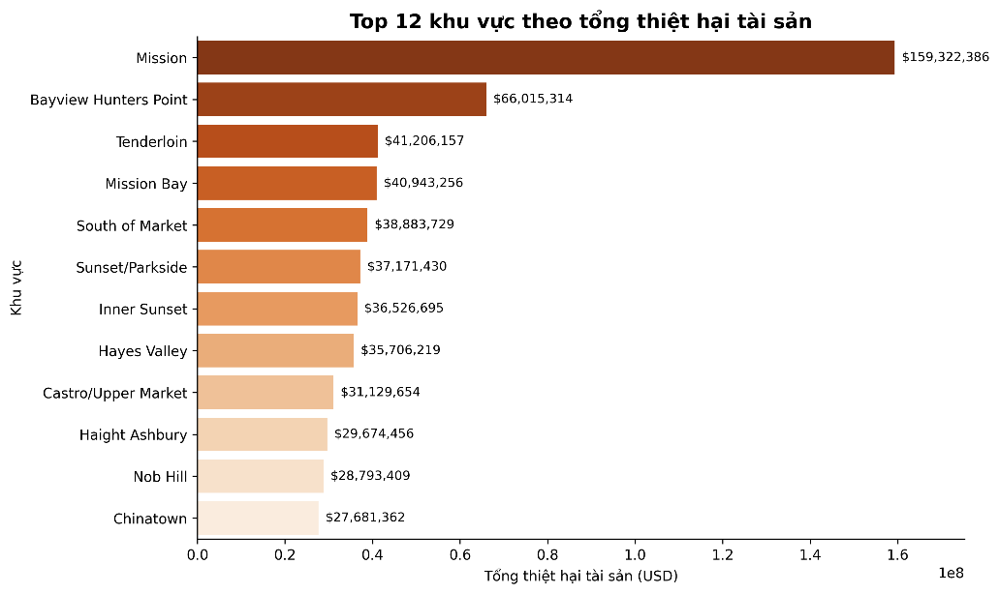 Top 12 khu vực theo tổng thiệt hại tài sản
Khu vực
Mission $159,322,386
Bayview Hunters Point $66,015,314
Tenderloin $41,206,157
Mission Bay $40,943,256
South of Market $38,883,729
Sunset/Parkside $37,171,430
Inner Sunset $36,526,695
Hayes Valley $35,706,219
Castro/Upper Market $31,129,654
Haight Ashbury $29,674,456
Nob Hill $28,793,409
Chinatown $27,681,362
0.0 0.2 0.4 0.6 0.8 1.0 1.2 1.4 1.6
1e8
Tổng thiệt hại tài sản (USD)